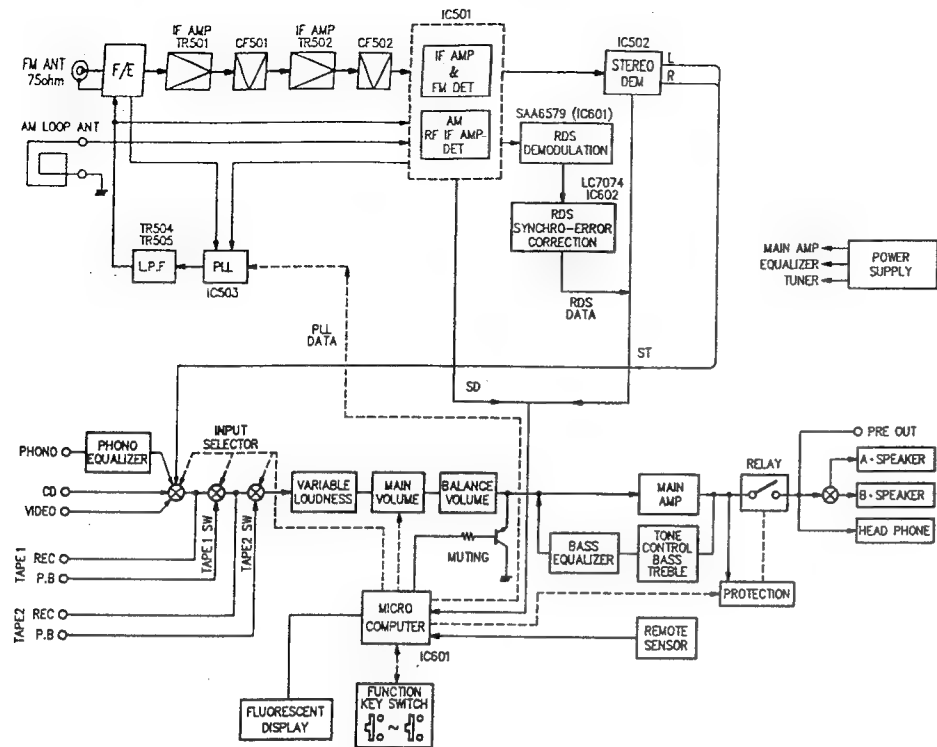 IC501
IF AMP
TR501
CF501
IF AMP
TR502
CF502
IC502
FM ANT
75ohm
F/E
IF AMP
&
FM DET
STEREO
DEM
L
R
AM LOOP ANT
AM
RF IF AMP-
DET
SAA6579 (IC601)
RDS
DEMODULATION
LC7074
IC602
RDS
SYNCHRO-ERROR
CORRECTION
TR504
TR505
L.P.F
PLL
IC503
MAIN AMP
EQUALIZER
TUNER
POWER
SUPPLY
RDS
DATA
PLL
DATA
ST
SD
PHONO
PHONO
EQUALIZER
INPUT
SELECTOR
CD
VIDEO
VARIABLE
LOUDNESS
MAIN
VOLUME
BALANCE
VOLUME
MAIN
AMP
RELAY
PRE OUT
A-SPEAKER
B-SPEAKER
HEAD PHONE
TAPE1
REC
P.B
TAPE1 SW
TAPE2 SW
TAPE2
REC
P.B
MUTING
BASS
EQUALIZER
TONE
CONTROL
BASS
TREBLE
PROTECTION
MICRO
COMPUTER
IC601
REMOTE
SENSOR
FLUORESCENT
DISPLAY
FUNCTION
KEY SWITCH
~